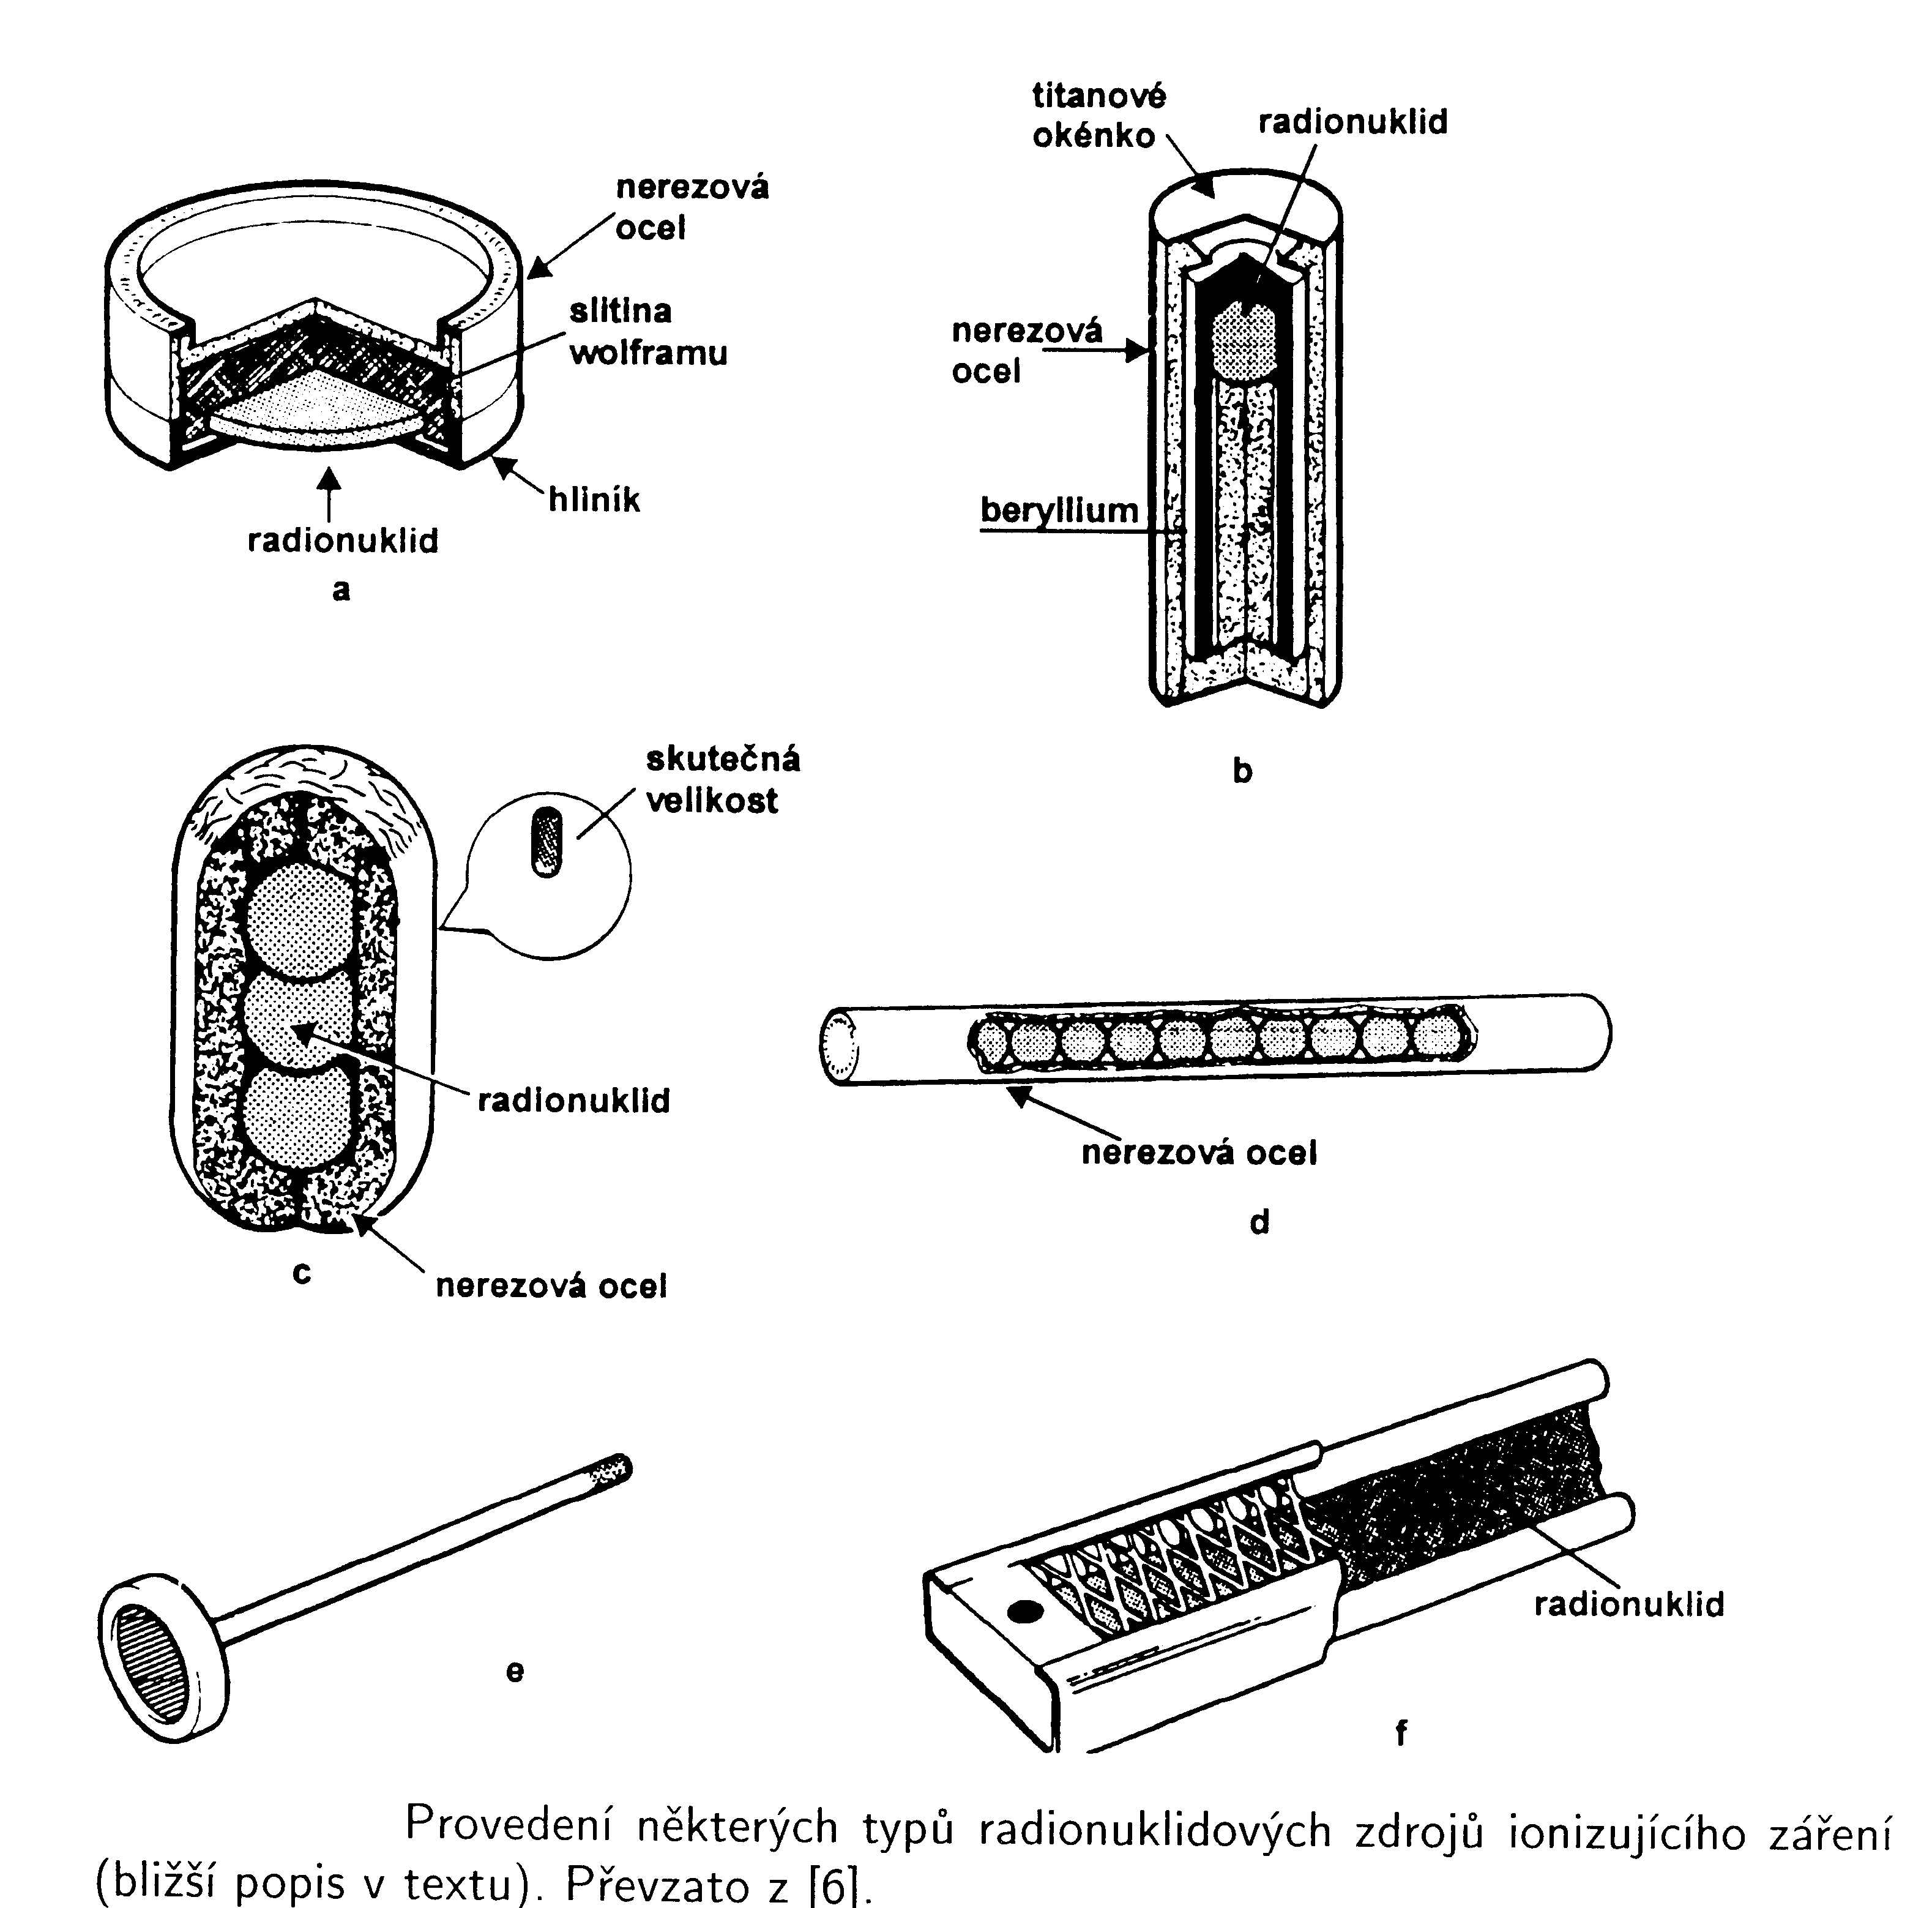 nerezová
ocel
slitina
wolframu
hliník
radionuklid
a
titanové
okénko
radionuklid
nerezová
ocel
beryllium
b
skutečná
velikost
radionuklid
nerezová ocel
c
nerezová ocel
d
e
radionuklid
f
Provedení některých typů radionuklidových zdrojů ionizujícího záření
(bližší popis v textu). Převzato z [6].